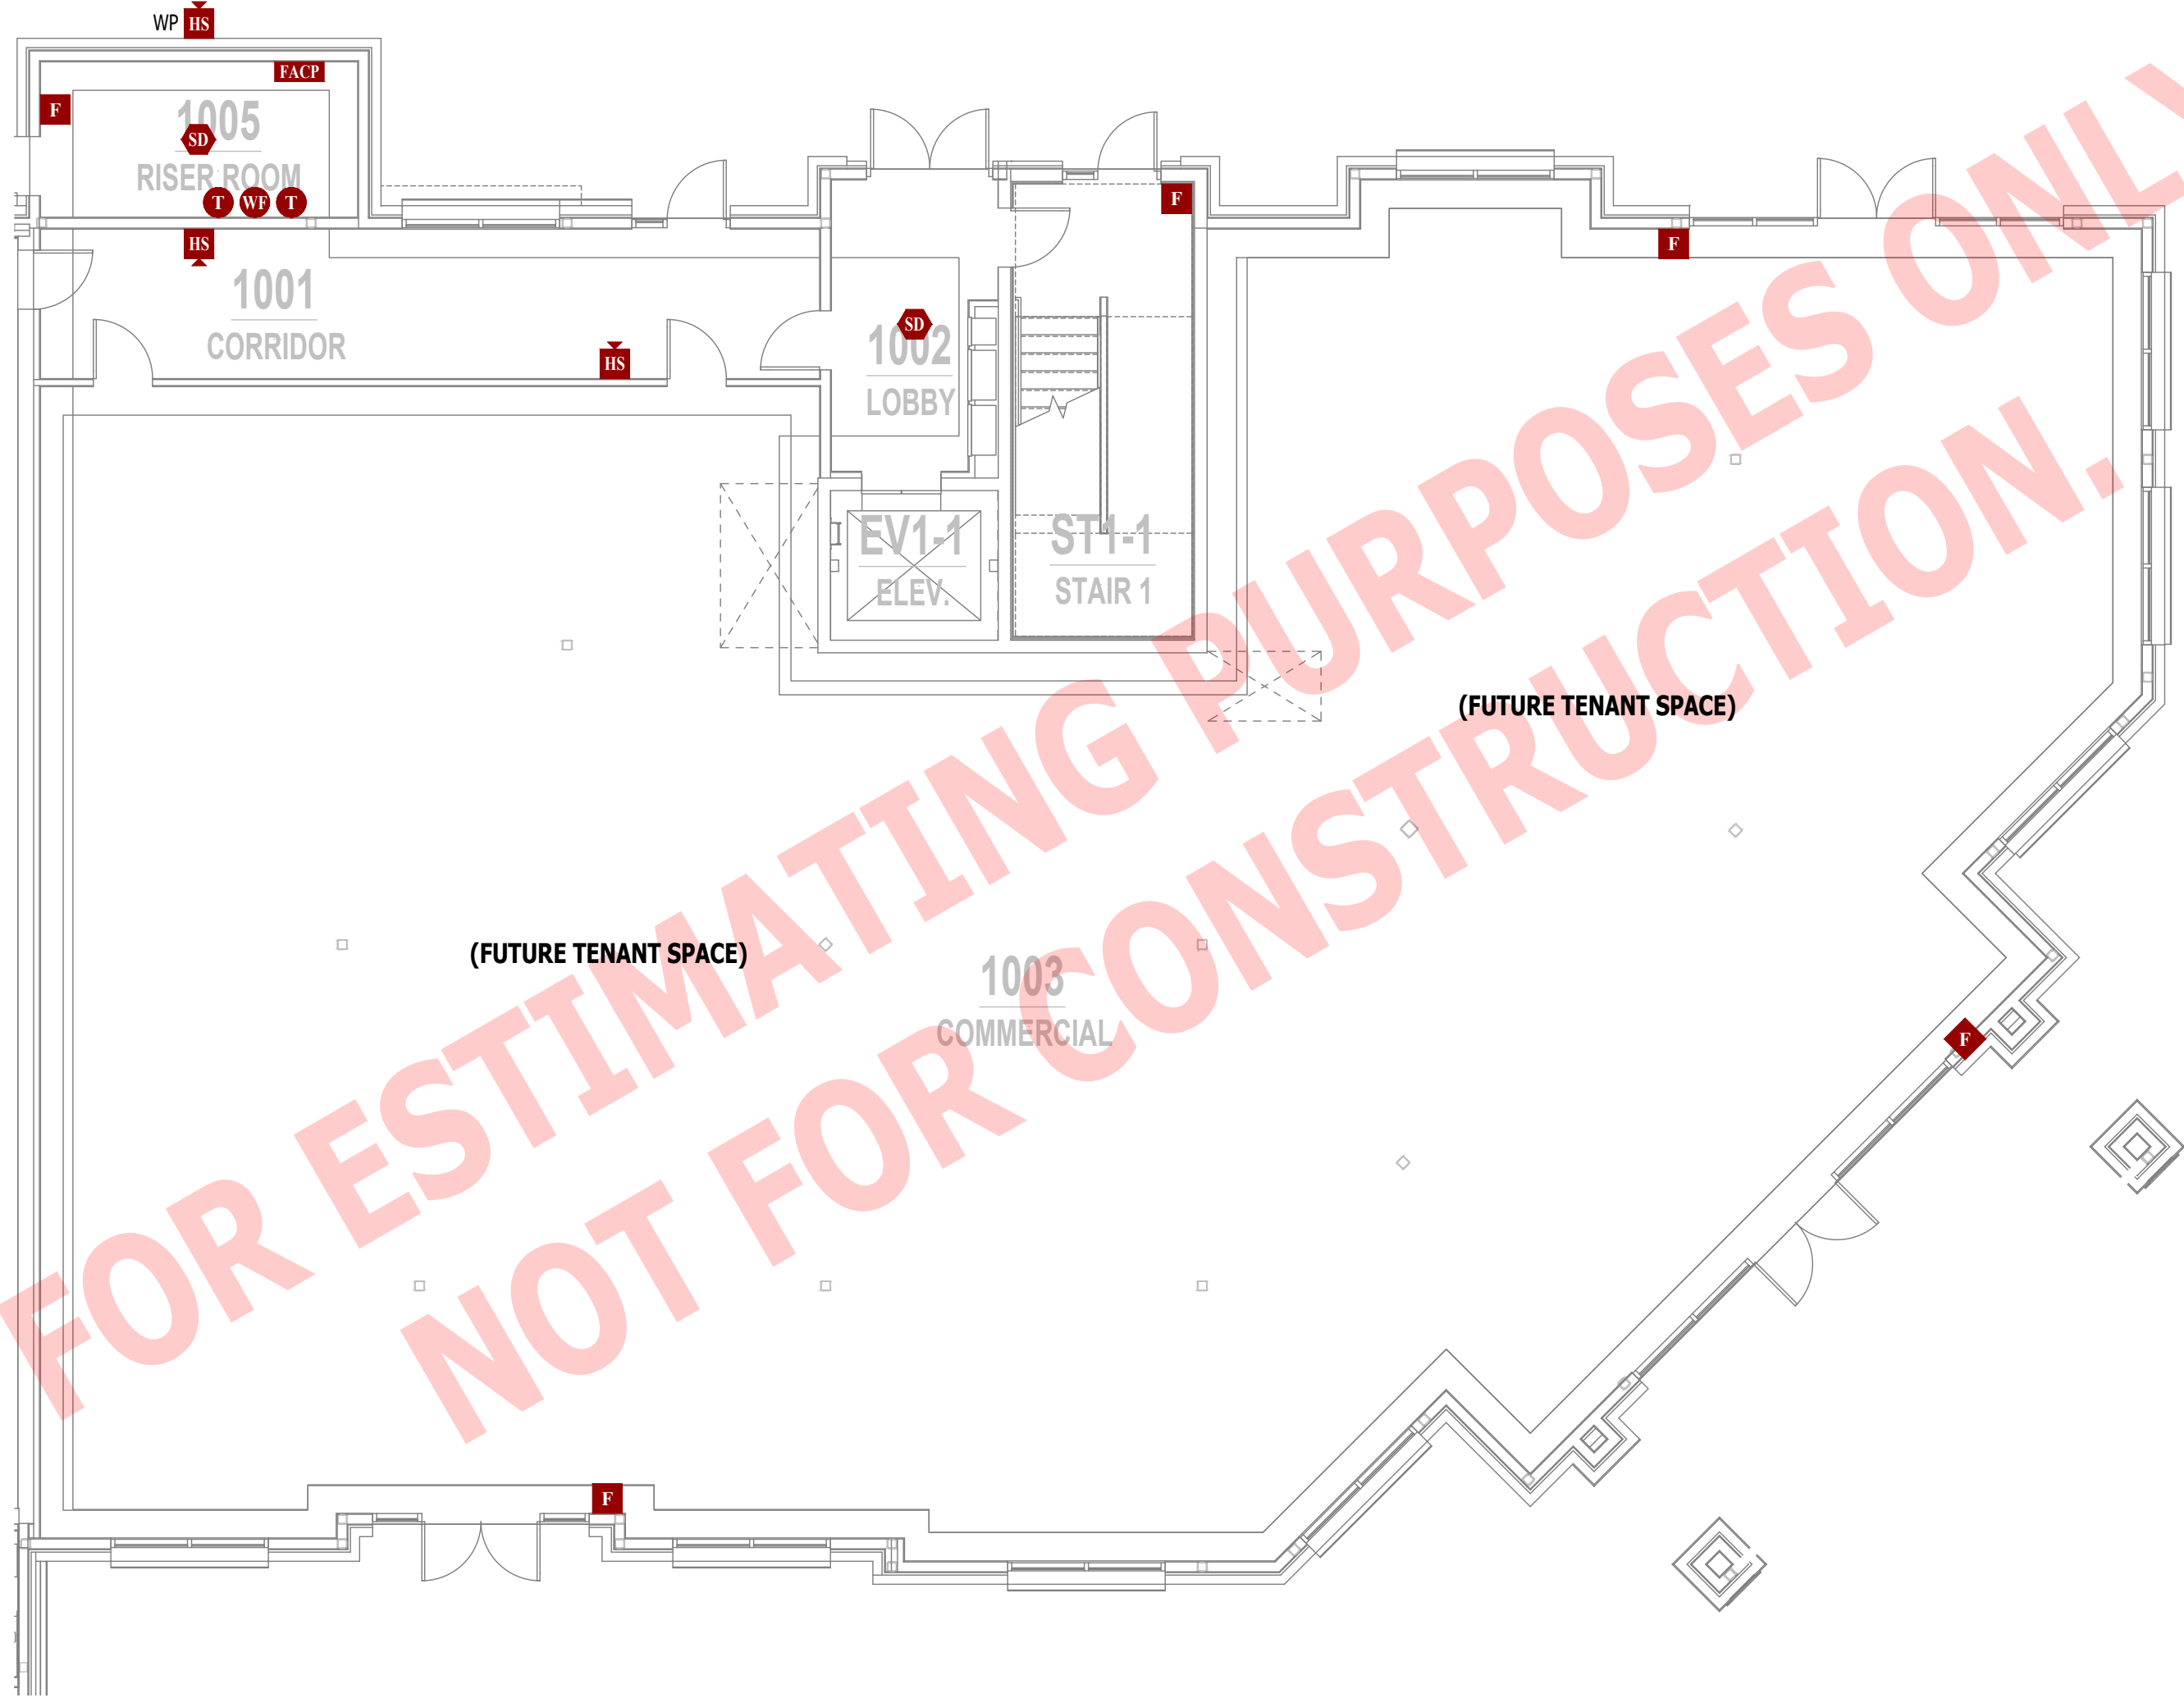 WP HS
FACP
F
1005
SD
RISER ROOM
T WF T
F
HS
F
1001
CORRIDOR
HS
SD
1002
LOBBY
EV1-1
ELEV.
ST1-1
STAIR 1
(FUTURE TENANT SPACE)
(FUTURE TENANT SPACE)
1003
COMMERCIAL
F
F
FOR ESTIMATING PURPOSES ONLY
NOT FOR CONSTRUCTION.